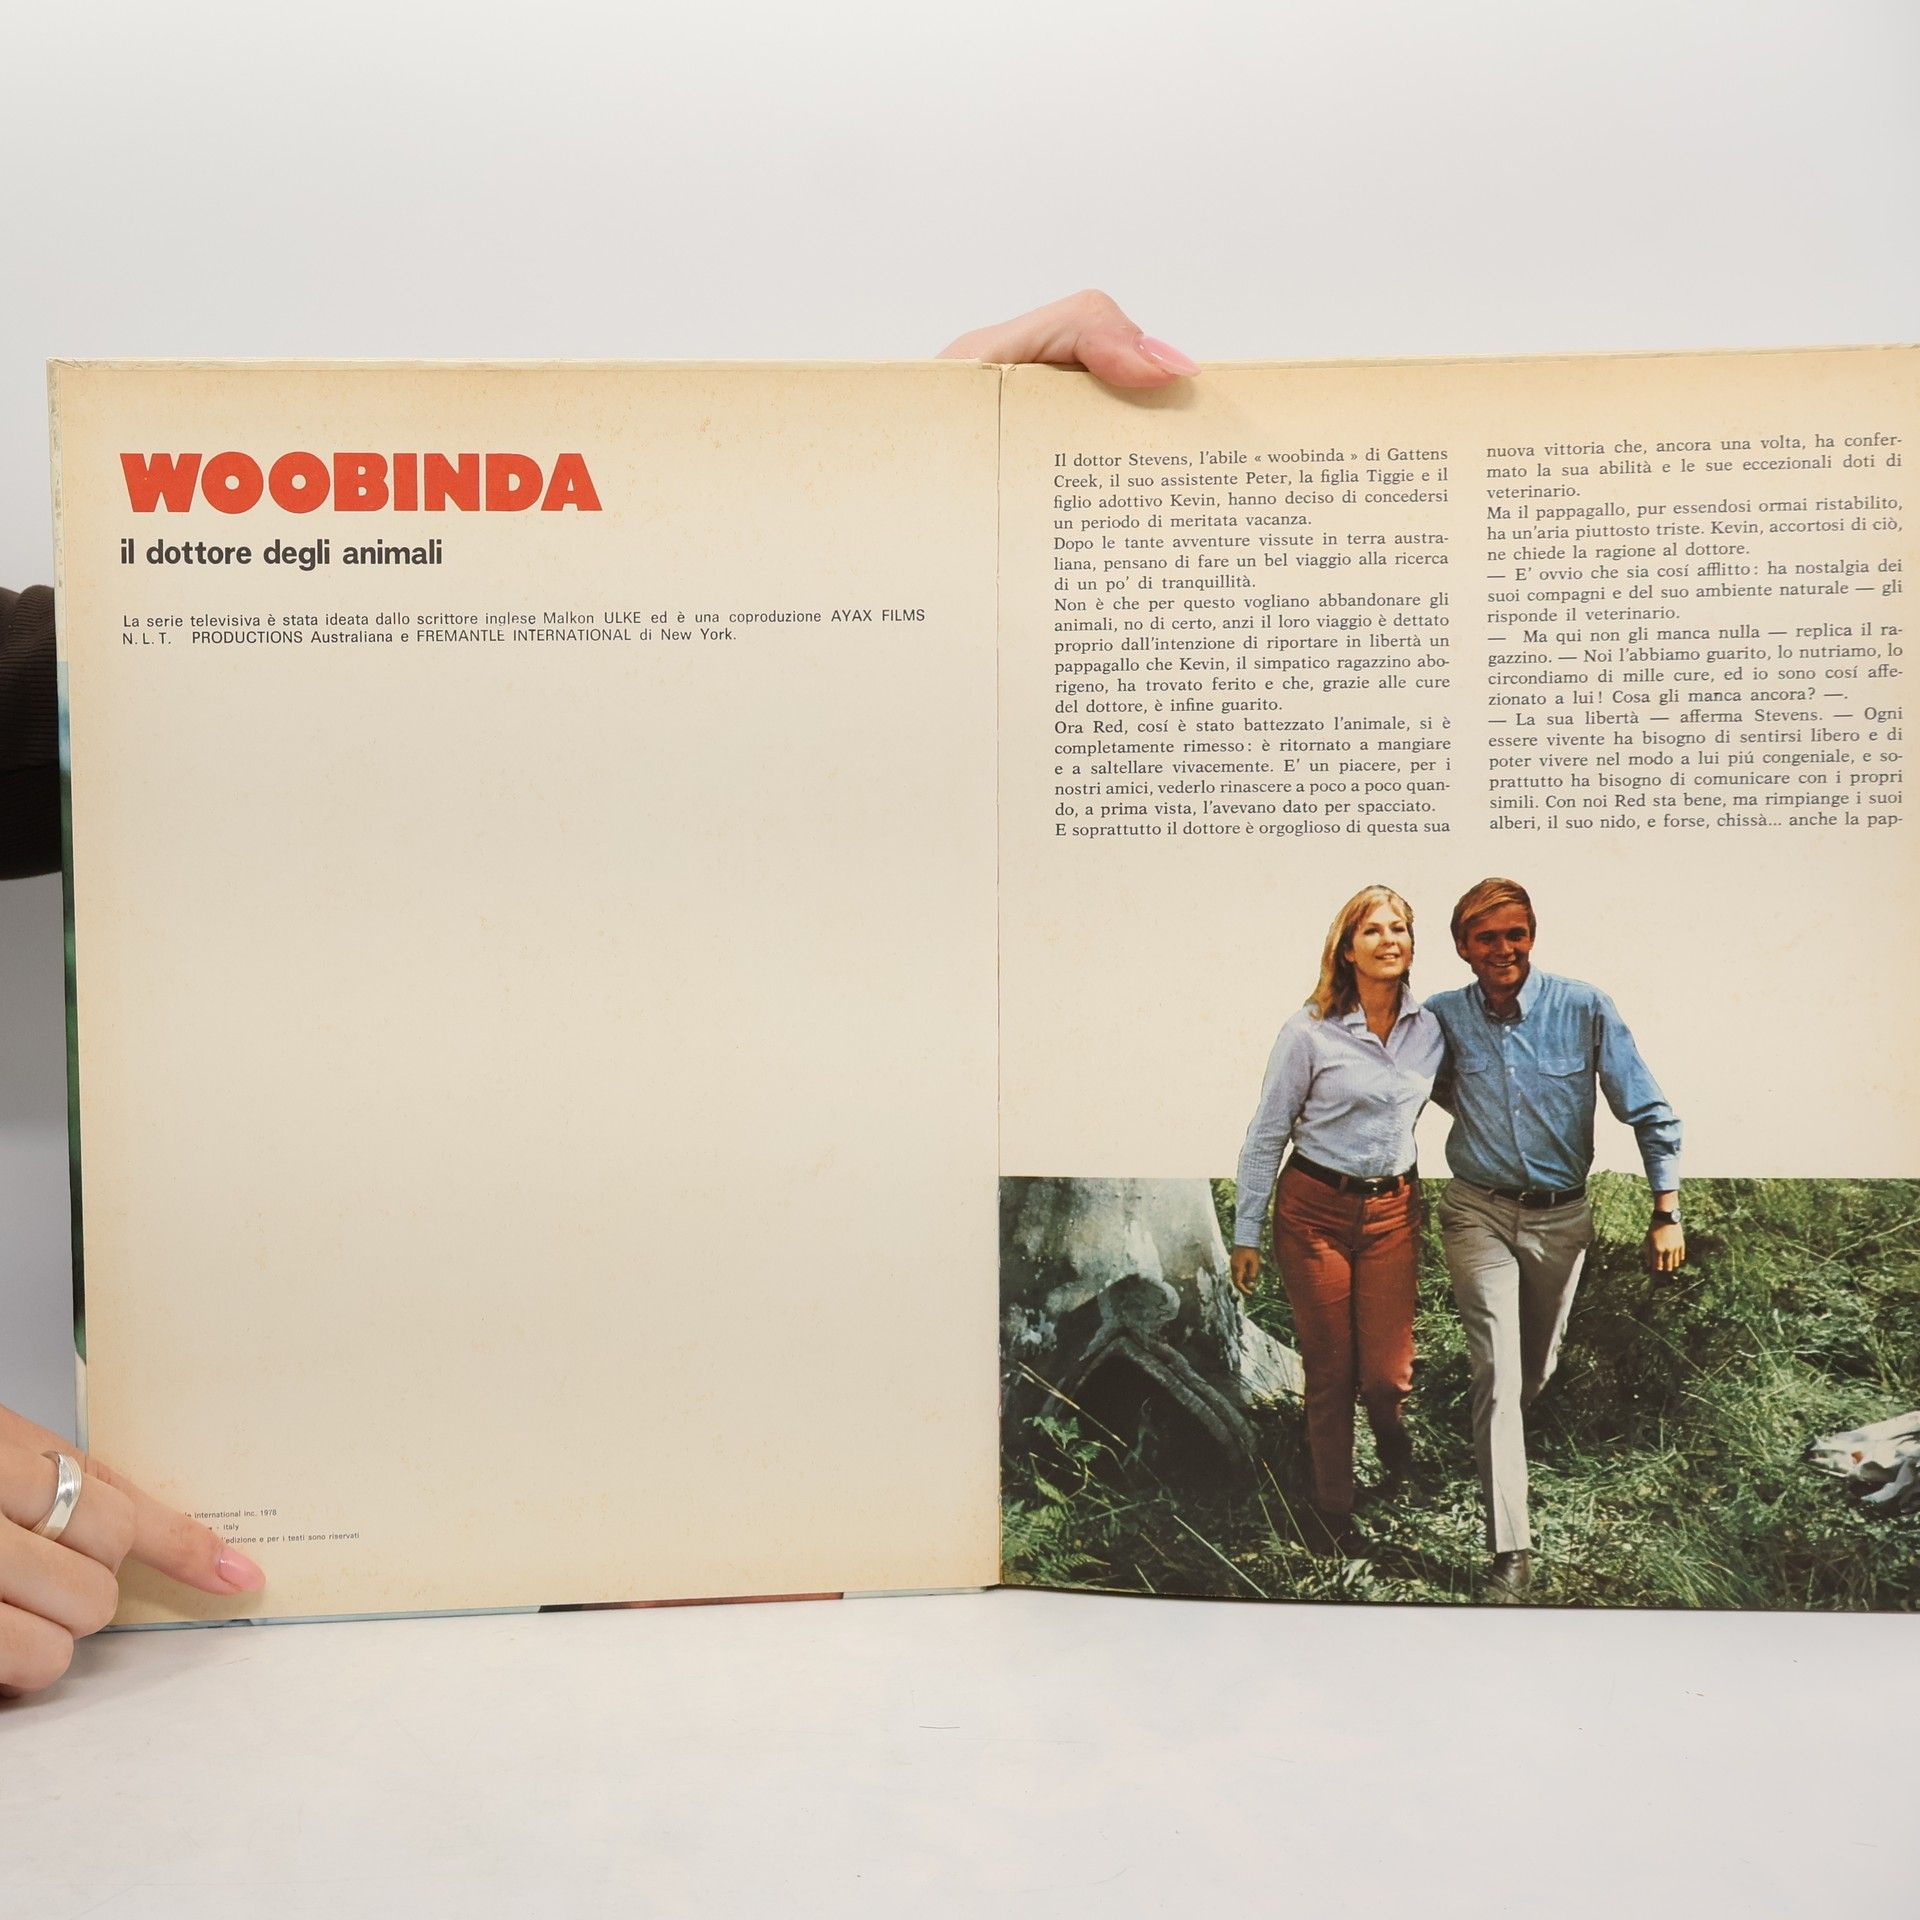 WOOBINDA
il dottore degli animali
La serie televisiva è stata ideata dallo scrittore inglese Malkon ULKE ed è una coproduzione AYAX FILMS
N. L. T. PRODUCTIONS Australiana e FREMANTLE INTERNATIONAL di New York.
International Inc. 1978
- Italy
edizione e per i testi sono riservati
Il dottor Stevens, l'abile « woobinda » di Gattens
Creek, il suo assistente Peter, la figlia Tiggie e il
figlio adottivo Kevin, hanno deciso di concedersi
un periodo di meritata vacanza.
Dopo le tante avventure vissute in terra austra-
liana, pensano di fare un bel viaggio alla ricerca
di un po' di tranquillità.
Non è che per questo vogliano abbandonare gli
animali, no di certo, anzi il loro viaggio è dettato
proprio dall'intenzione di riportare in libertà un
pappagallo che Kevin, il simpatico ragazzino abo-
rigeno, ha trovato ferito e che, grazie alle cure
del dottore, è infine guarito.
Ora Red, cosí è stato battezzato l'animale, si è
completamente rimesso: è ritornato a mangiare
e a saltellare vivacemente. E' un piacere, per i
nostri amici, vederlo rinascere a poco a poco quan-
do, a prima vista, l'avevano dato per spacciato.
E soprattutto il dottore è orgoglioso di questa sua
nuova vittoria che, ancora una volta, ha confer-
mato la sua abilità e le sue eccezionali doti di
veterinario.
Ma il pappagallo, pur essendosi ormai ristabilito,
ha un'aria piuttosto triste. Kevin, accortosi di ciò,
ne chiede la ragione al dottore.
— E' ovvio che sia cosí afflitto: ha nostalgia dei
suoi compagni e del suo ambiente naturale — gli
risponde il veterinario.
— Ma qui non gli manca nulla — replica il ra-
gazzino. — Noi l'abbiamo guarito, lo nutriamo, lo
circondiamo di mille cure, ed io sono cosí affe-
zionato a lui! Cosa gli manca ancora? —.
— La sua libertà — afferma Stevens. — Ogni
essere vivente ha bisogno di sentirsi libero e di
poter vivere nel modo a lui piú congeniale, e so-
prattutto ha bisogno di comunicare con i propri
simili. Con noi Red sta bene, ma rimpiange i suoi
alberi, il suo nido, e forse, chissà... anche la pap-